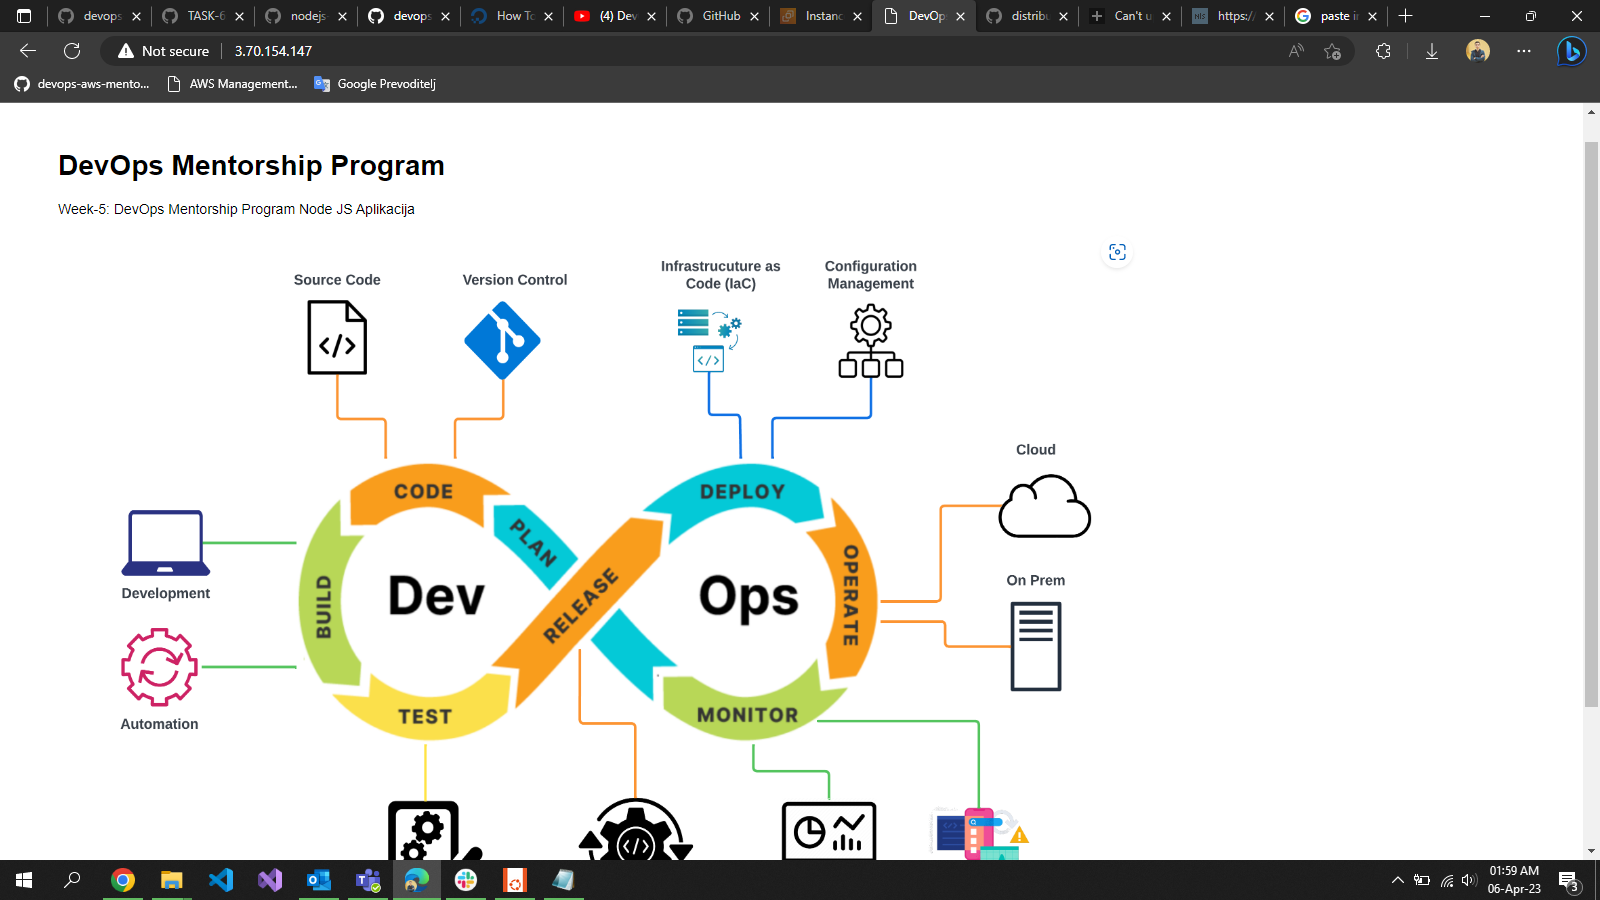 devops
TASK-6
nodejs-
devops
How To
(4) Dev
GitHub
Instanc
DevOp
distribu
Can't u
https:/
paste i
Not secure
3.70.154.147
devops-aws-mento...
AWS Management...
Google Prevoditelj
DevOps Mentorship Program
Week-5: DevOps Mentorship Program Node JS Aplikacija
Source Code
Version Control
Infrastrucuture as
Code (IaC)
Configuration
Management
Cloud
CODE
DEPLOY
PLAN
Development
BUILD
Dev
RELEASE
Ops
OPERATE
On Prem
Automation
TEST
MONITOR
01:59 AM
06-Apr-23
3